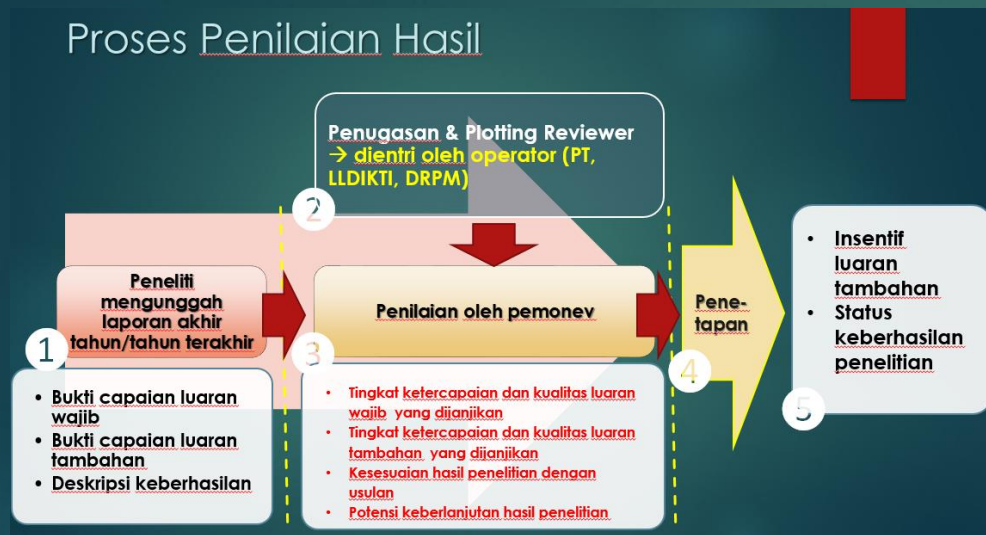 Proses Penilaian Hasil
Penugasan & Plotting Reviewer
→ dientri oleh operator (PT,
LLDIKTI, DRPM)
2
Peneliti
mengunggah
laporan akhir
tahun/tahun terakhir
1
• Bukti capaian luaran
wajib
• Bukti capaian luaran
tambahan
• Deskripsi keberhasilan
Penilaian oleh pemonev
3
• Tingkat ketercapaian dan kualitas luaran
wajib yang dijanjikan
• Tingkat ketercapaian dan kualitas luaran
tambahan yang dijanjikan
• Kesesuaian hasil penelitian dengan
usulan
• Potensi keberlanjutan hasil penelitian
Pene-
tapan
4
• Insentif
luaran
tambahan
• Status
keberhasilan
penelitian
5